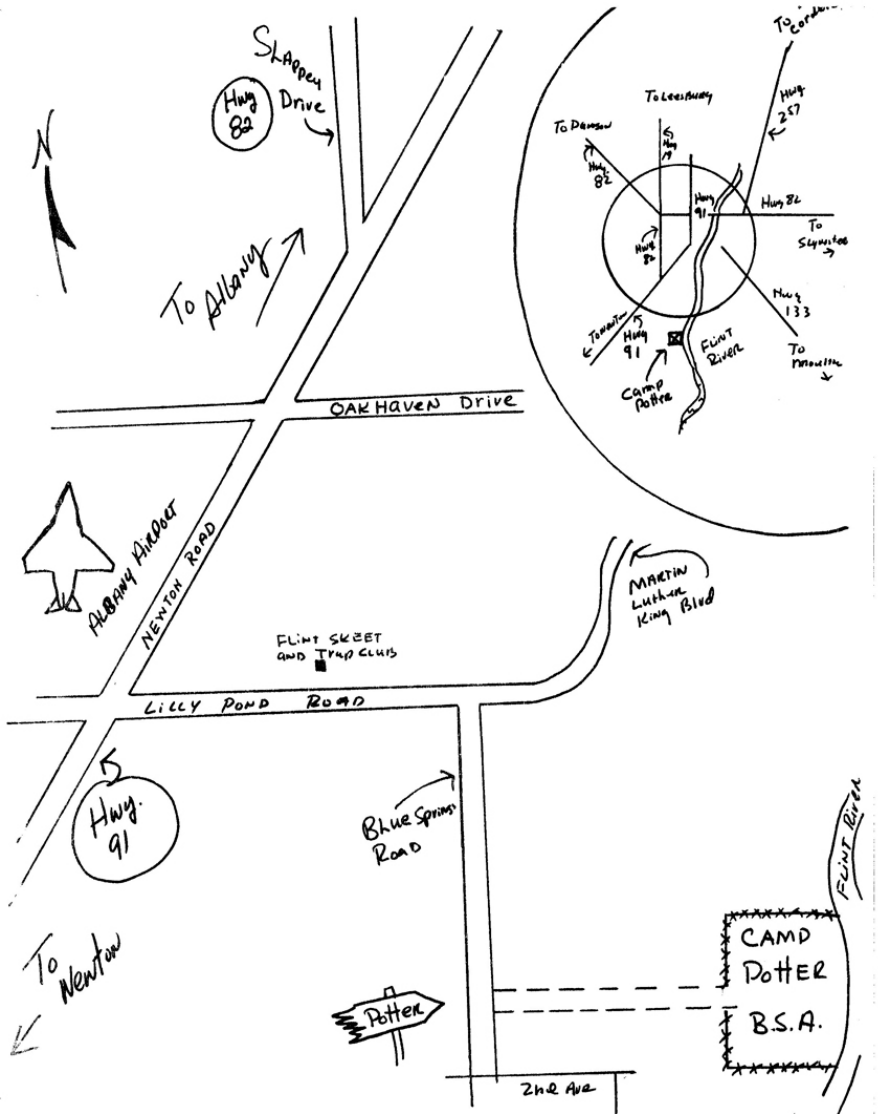 SLAPPEY
Drive
Hwy
82
N
To Albany
OAKHAVEN Drive
ALBANY AIRPORT
NEWTON ROAD
FLINT SKEET
AND Trap CLUB
MARTIN
Luther
King Blvd
LILLY POND ROAD
Hwy.
91
BLUE Springs
ROAD
To
Newton
Potter
2nd Ave
FLINT RIVER
CAMP
POTTER
B.S.A.
To
Hwy
257
To Leesburg
Hwy
19
To Dawson
Hwy.
82
Hwy
91
Hwy 82
To
Sylvester
Hwy
82
Hwy
133
To
To Newton
Hwy
91
FLINT
RIVER
Camp
Potter